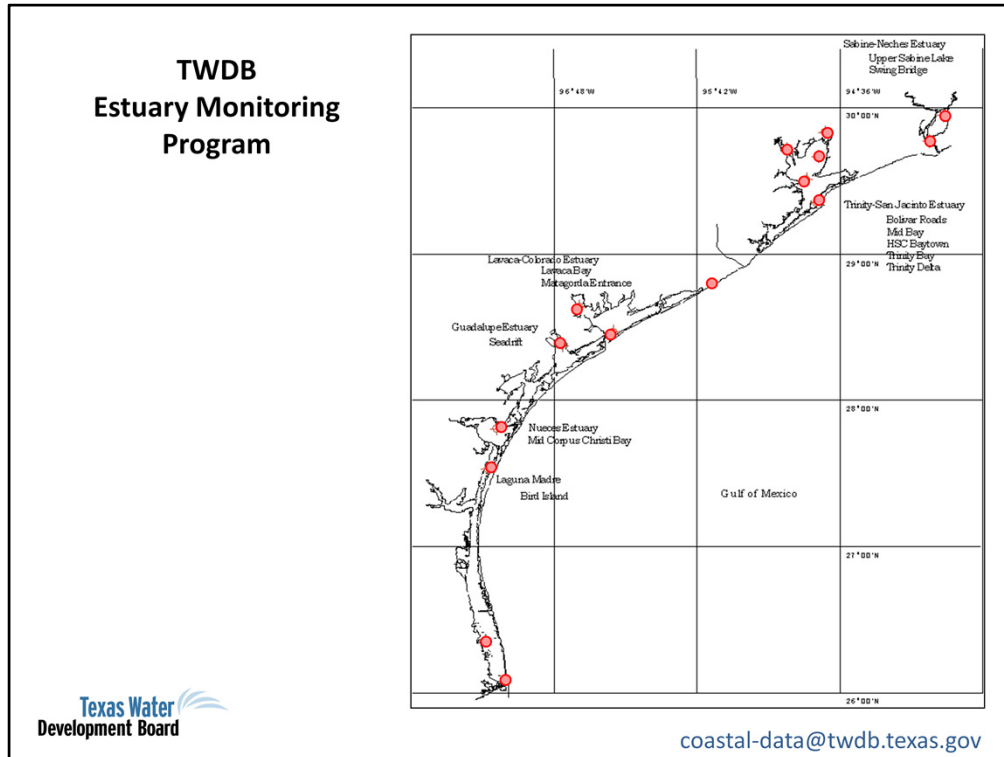 TWDB
Estuary Monitoring
Program
Sabine-Neches Estuary
Upper Sabine Lake
Swing Bridge
96°48'W
95°42'W
94°36'W
30°00'N
Trinity-San Jacinto Estuary
Bolivar Roads
Mid Bay
HSC Baytown
Trinity Bay
Trinity Delta
29°00'N
Lavaca-Colorado Estuary
Lavaca Bay
Matagorda Entrance
Guadalupe Estuary
Seadrift
28°00'N
Nueces Estuary
Mid Corpus Christi Bay
Laguna Madre
Bird Island
Gulf of Mexico
27°00'N
26°00'N
Texas Water
Development Board
coastal-data@twdb.texas.gov